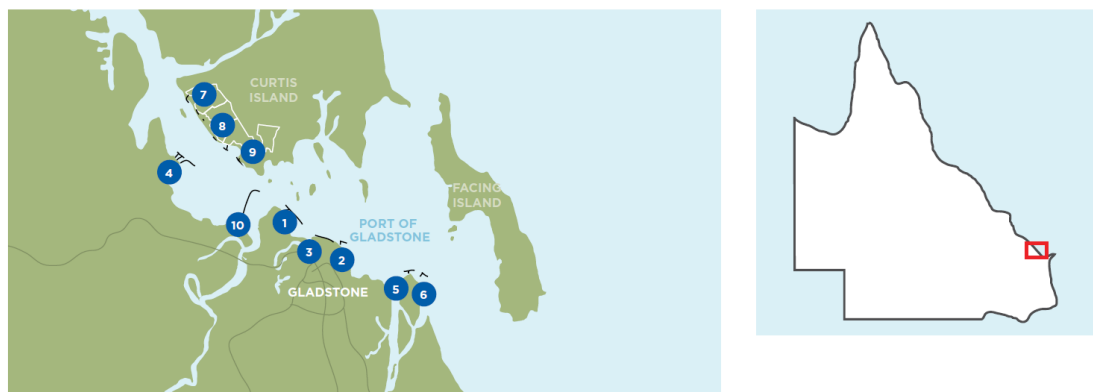 CURTIS
ISLAND
7
8
9
4
FACING
ISLAND
1
10
PORT OF
GLADSTONE
3
2
GLADSTONE
5
6